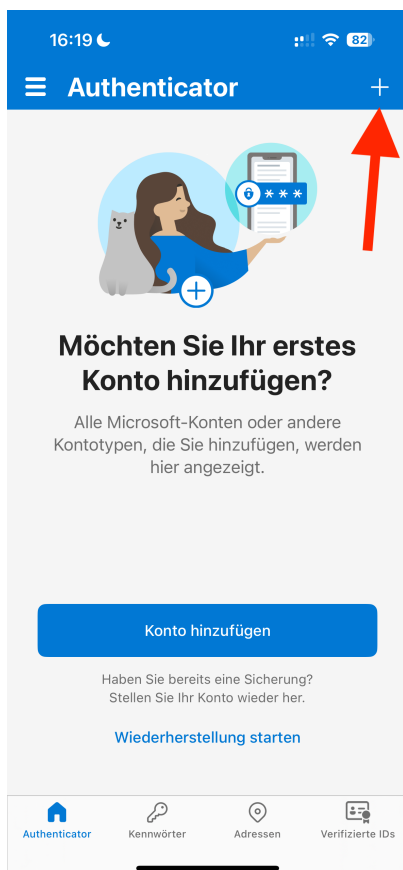 16:19
82
Authenticator
* * *
Möchten Sie Ihr erstes
Konto hinzufügen?
Alle Microsoft-Konten oder andere
Kontotypen, die Sie hinzufügen, werden
hier angezeigt.
Konto hinzufügen
Haben Sie bereits eine Sicherung?
Stellen Sie Ihr Konto wieder her.
Wiederherstellung starten
Authenticator
Kennwörter
Adressen
Verifizierte IDs